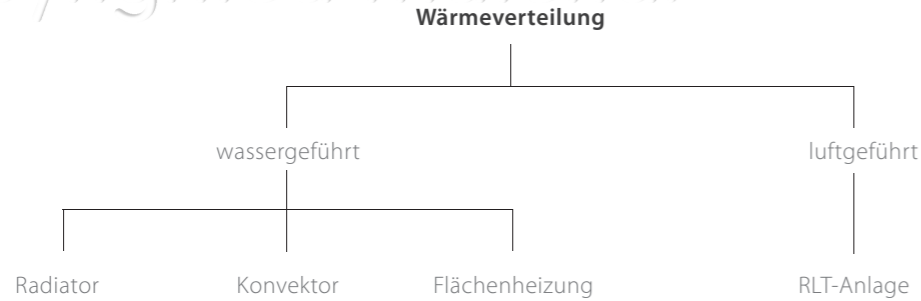 Wärmeverteilung
wassergeführt luftgeführt
Radiator Konvektor Flächenheizung RLT-Anlage